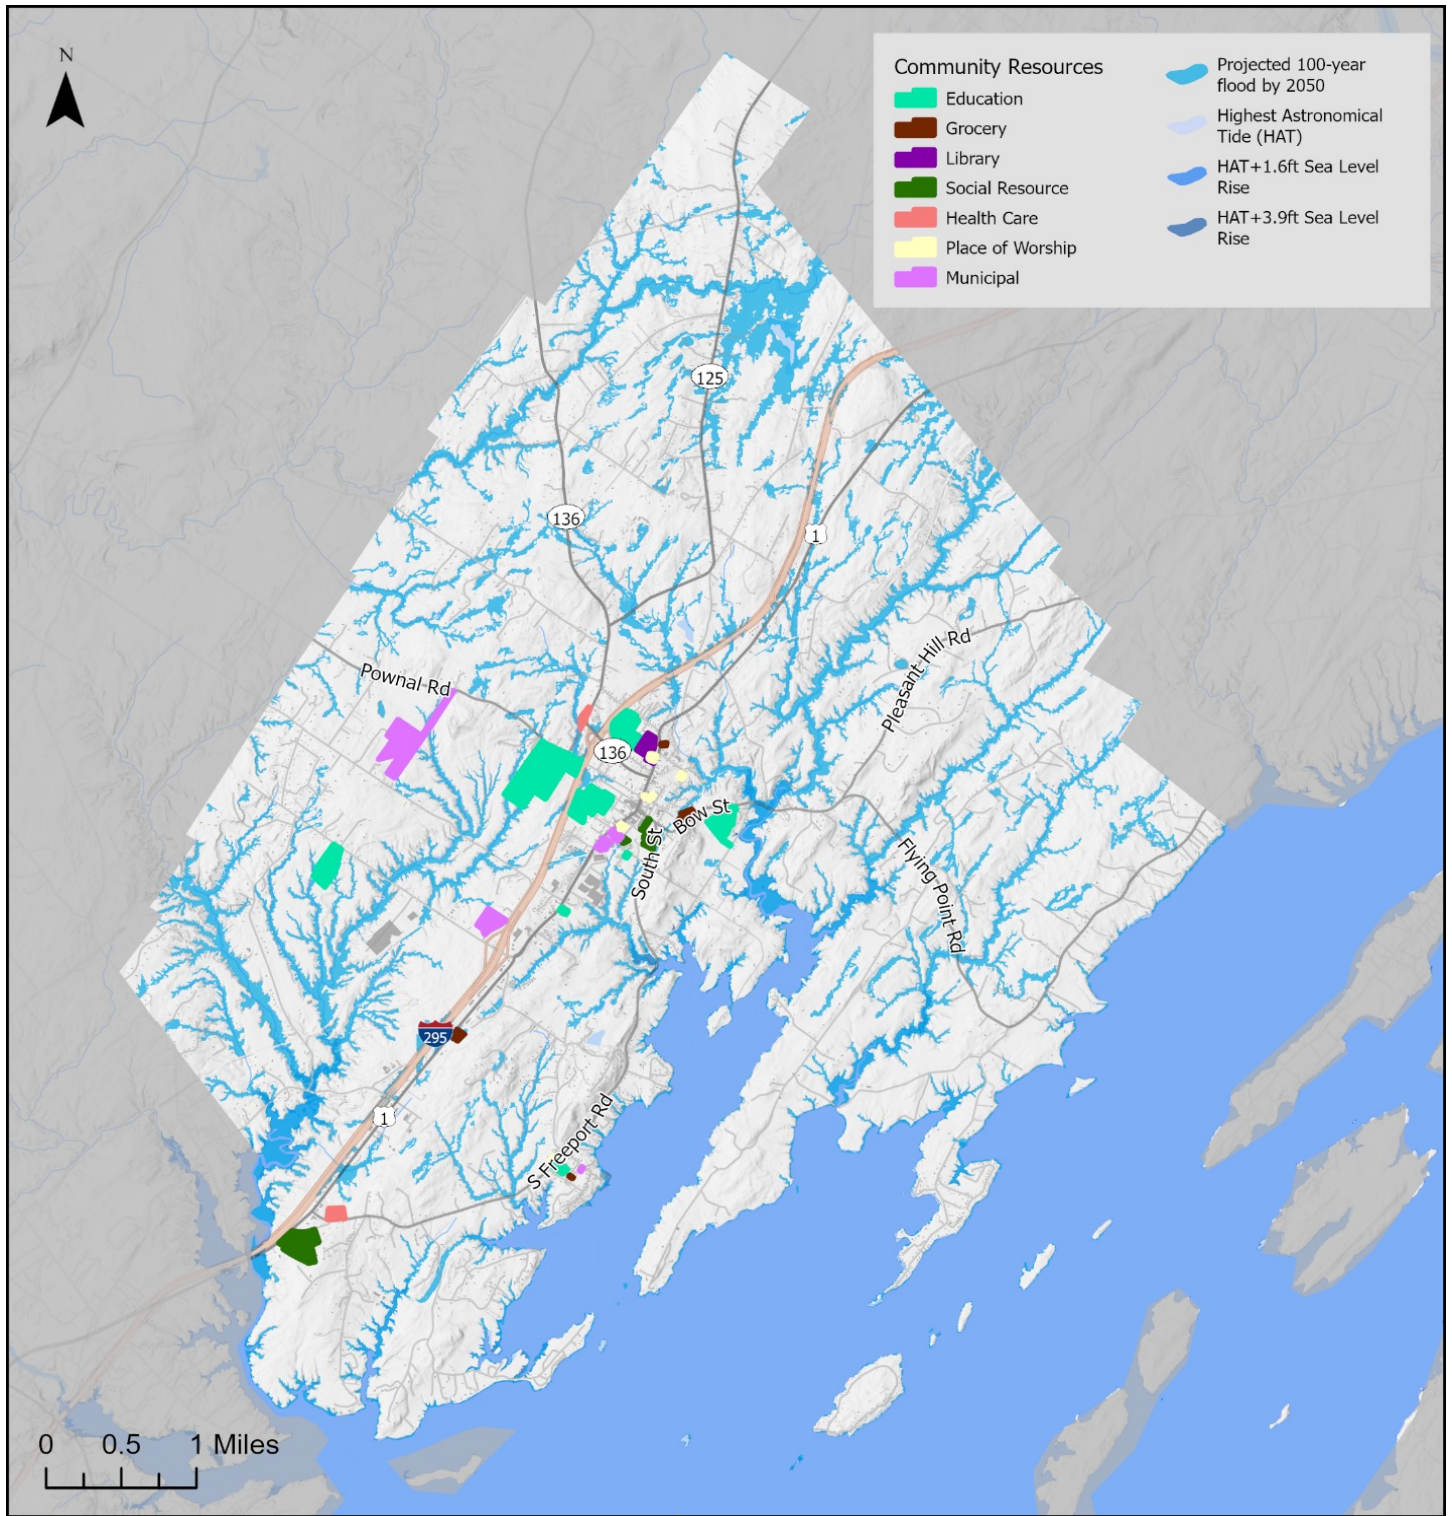 N
Community Resources
Education
Grocery
Library
Social Resource
Health Care
Place of Worship
Municipal
Projected 100-year
flood by 2050
Highest Astronomical
Tide (HAT)
HAT+1.6ft Sea Level
Rise
HAT+3.9ft Sea Level
Rise
125
136
1
Pleasant Hill Rd
Pownal Rd
136
Bow St
South St
Flying Point Rd
295
1
S Freeport Rd
0 0.5 1 Miles